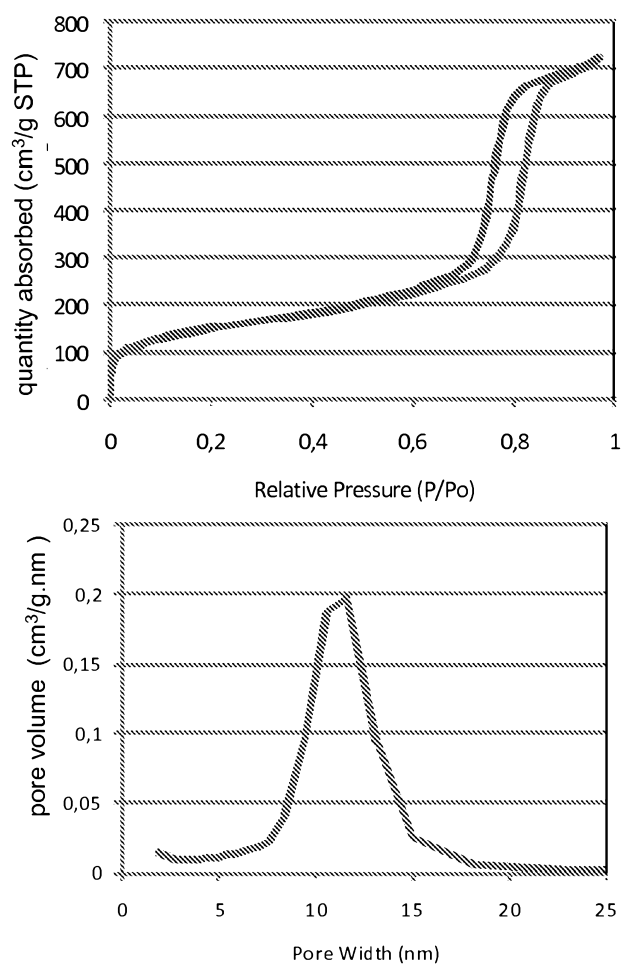 quantity absorbed (cm³/g STP)
800
700
600
500
400
300
200
100
0
0 0,2 0,4 0,6 0,8 1
Relative Pressure (P/Po)
pore volume (cm³/g.nm)
0,25
0,2
0,15
0,1
0,05
0
0 5 10 15 20 25
Pore Width (nm)